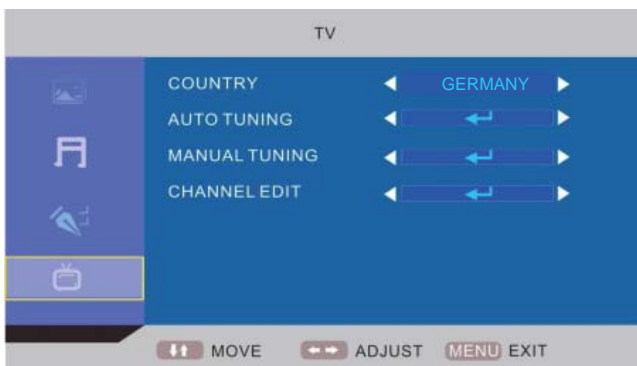 TV
COUNTRY GERMANY
AUTO TUNING
MANUAL TUNING
CHANNEL EDIT
MOVE ADJUST MENU EXIT